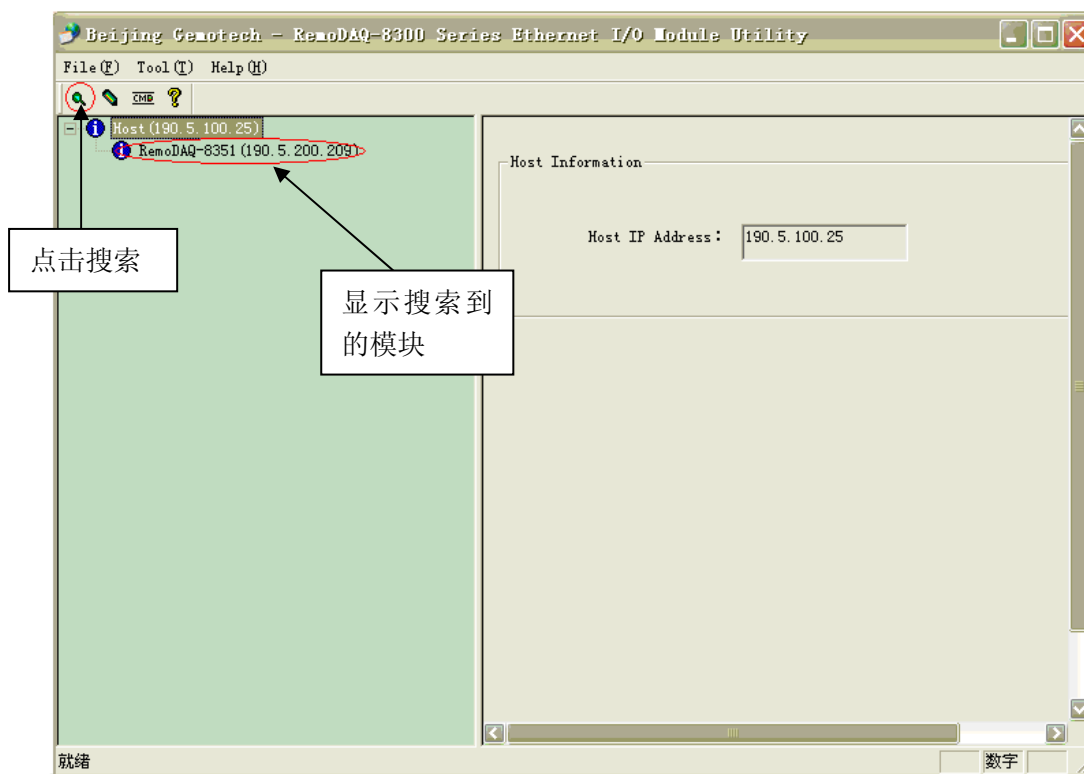 Beijing Gemotech - RemoDAQ-8300 Series Ethernet I/O Module Utility
File(F) Tool(T) Help(H)
CMD
Host(190.5.100.25)
RemoDAQ-8351(190.5.200.209)
Host Information
Host IP Address: 190.5.100.25
点击搜索
显示搜索到
的模块
就绪
数字